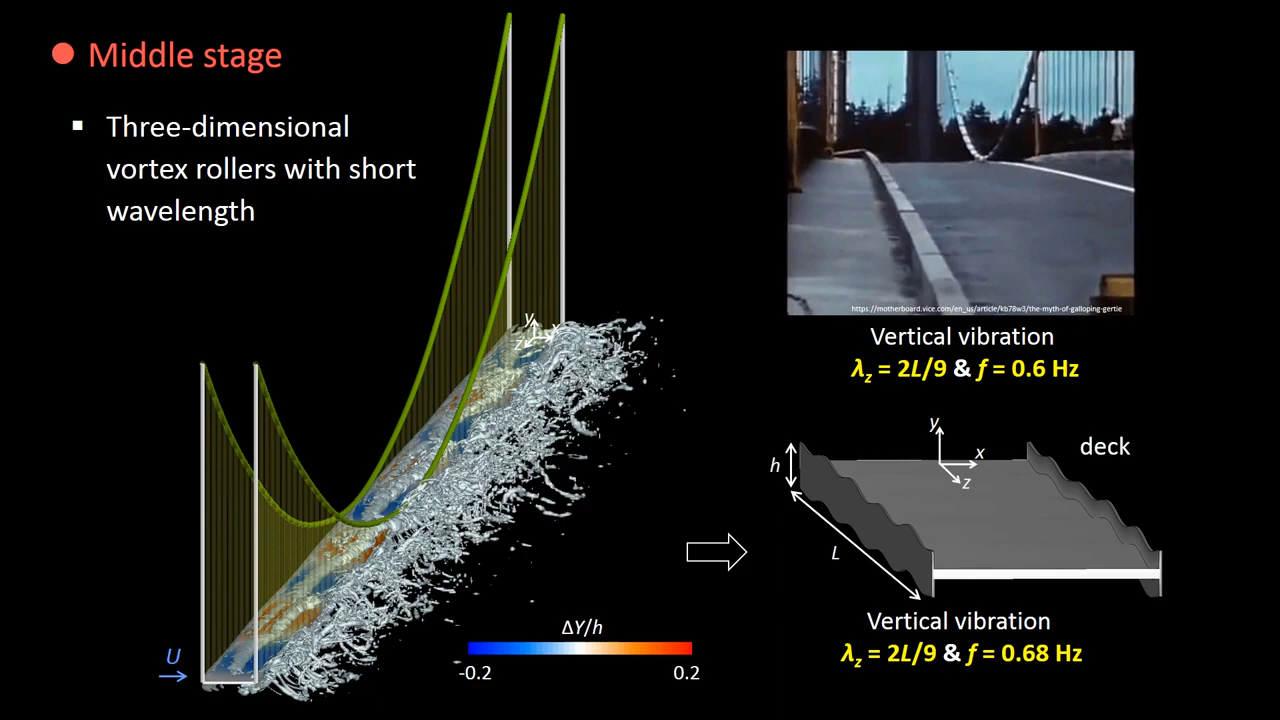 Middle stage
Three-dimensional
vortex rollers with short
wavelength
y
x
z
U
ΔY/h
-0.2
0.2
https://motherboard.vice.com/en_us/article/kb78w3/the-myth-of-galloping-gertie
Vertical vibration
λz = 2L/9 & f = 0.6 Hz
y
x
z
deck
h
L
Vertical vibration
λz = 2L/9 & f = 0.68 Hz